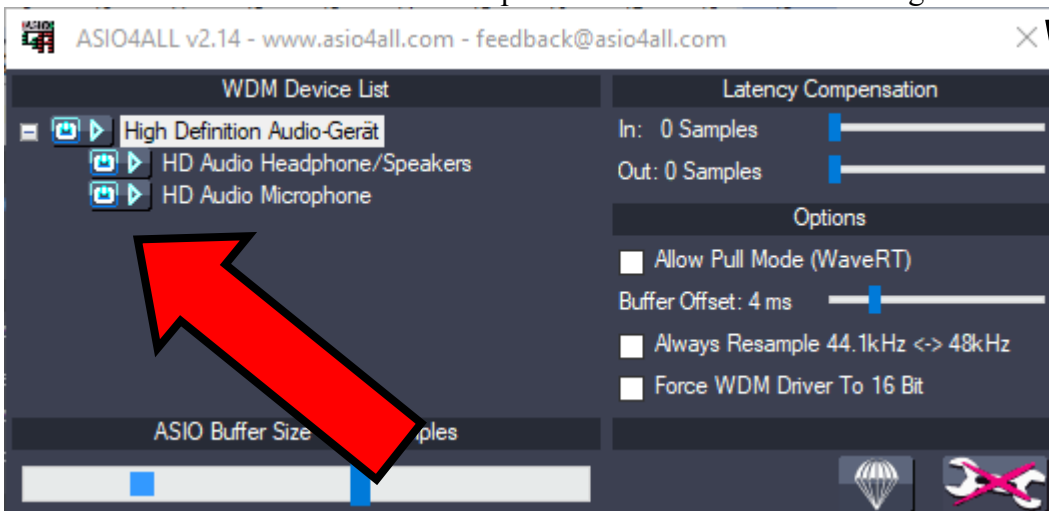 ASIO4ALL v2.14 - www.asio4all.com - feedback@asio4all.com
WDM Device List
High Definition Audio-Gerät
HD Audio Headphone/Speakers
HD Audio Microphone
Latency Compensation
In: 0 Samples
Out: 0 Samples
Options
Allow Pull Mode (WaveRT)
Buffer Offset: 4 ms
Always Resample 44.1kHz <-> 48kHz
Force WDM Driver To 16 Bit
ASIO Buffer Size